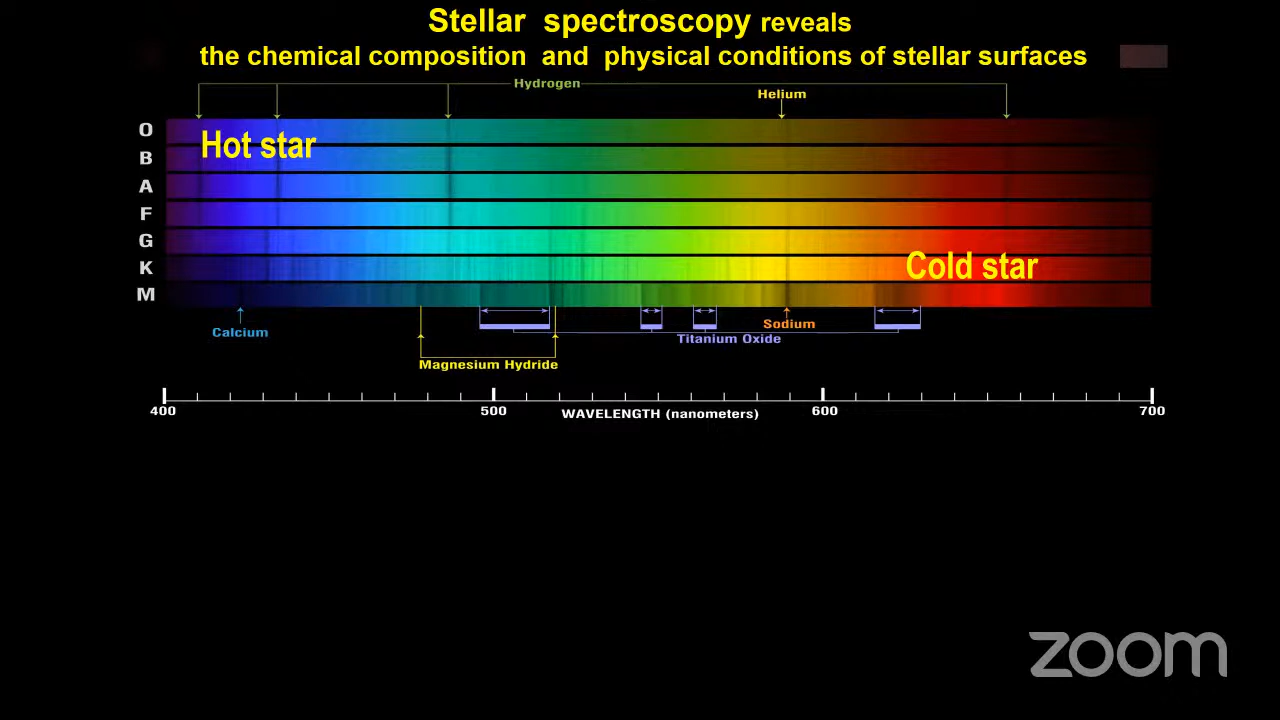 Stellar spectroscopy reveals
the chemical composition and physical conditions of stellar surfaces
Hydrogen
Helium
O
Hot star
B
A
F
G
K
Cold star
M
Calcium
Sodium
Titanium Oxide
Magnesium Hydride
400
500
WAVELENGTH (nanometers)
600
700
zoom